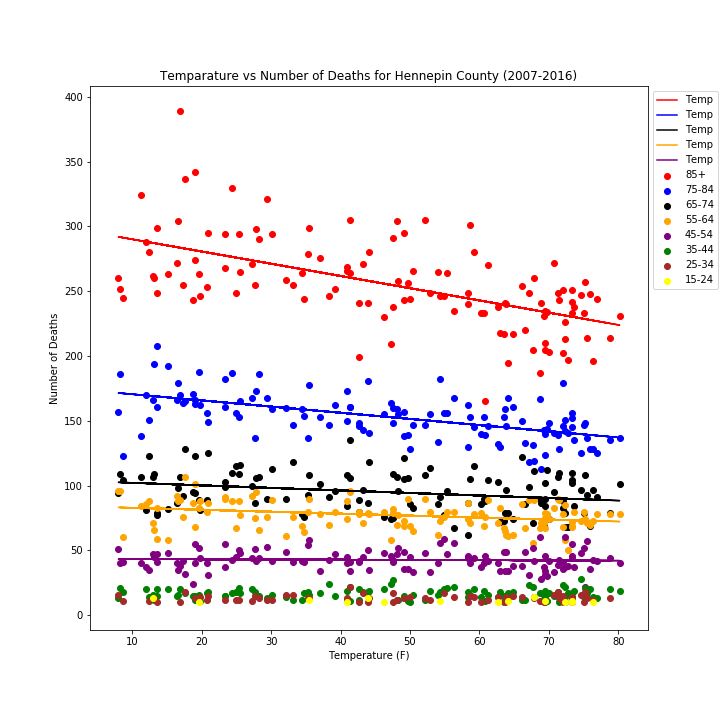 Temparature vs Number of Deaths for Hennepin County (2007-2016)
400
350
300
250
200
150
100
50
0
Number of Deaths
10 20 30 40 50 60 70 80
Temperature (F)
Temp
Temp
Temp
Temp
Temp
85+
75-84
65-74
55-64
45-54
35-44
25-34
15-24